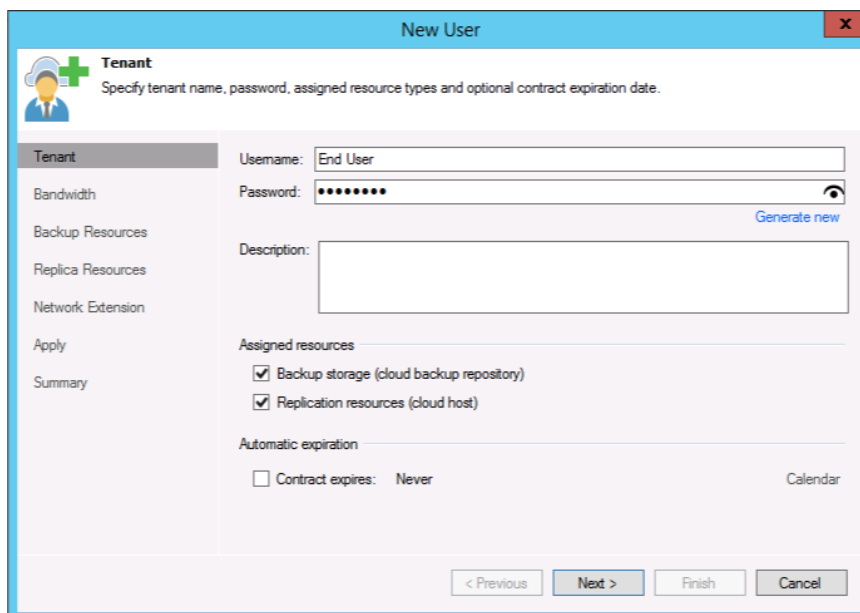 New User
x
Tenant
Specify tenant name, password, assigned resource types and optional contract expiration date.
Tenant
Bandwidth
Backup Resources
Replica Resources
Network Extension
Apply
Summary
Username: End User
Password: ••••••••
Generate new
Description:
Assigned resources
Backup storage (cloud backup repository)
Replication resources (cloud host)
Automatic expiration
Contract expires: Never Calendar
< Previous Next > Finish Cancel